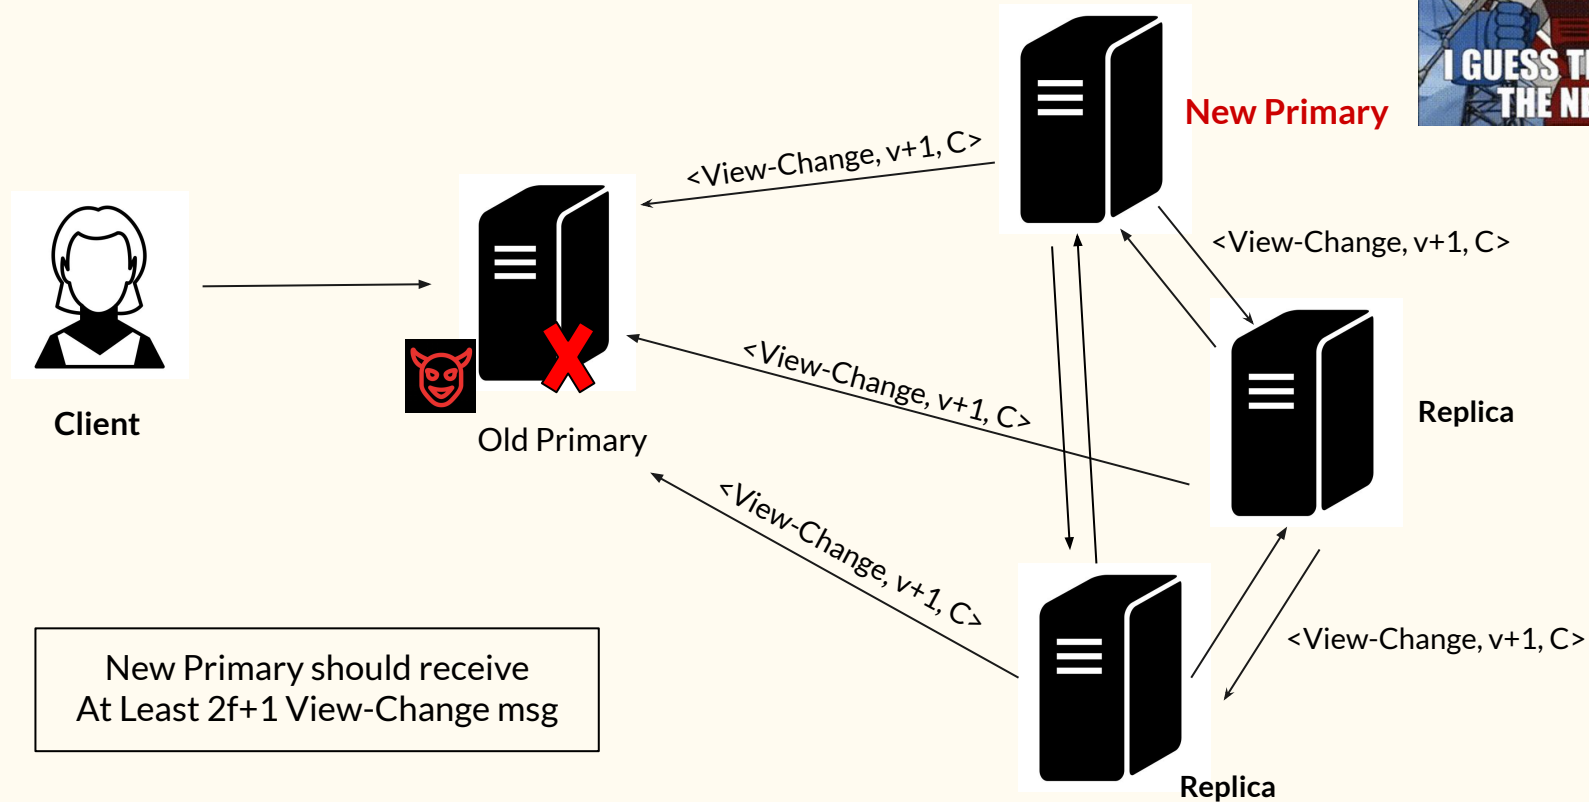 I GUESS
THE
New Primary
<View-Change, v+1, C>
<View-Change, v+1, C>
<View-Change, v+1, C>
Client
Old Primary
Replica
<View-Change, v+1, C>
New Primary should receive
At Least 2f+1 View-Change msg
<View-Change, v+1, C>
Replica